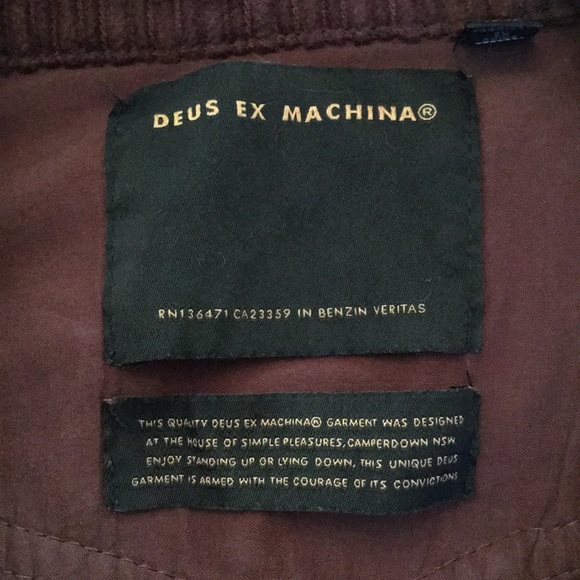 DEUS EX MACHINA®
RN136471 CA23359 IN BENZIN VERITAS
THIS QUALITY DEUS EX MACHINA® GARMENT WAS DESIGNED
AT THE HOUSE OF SIMPLE PLEASURES, CAMPERDOWN NSW
ENJOY STANDING UP OR LYING DOWN, THIS UNIQUE DEUS
GARMENT IS ARMED WITH THE COURAGE OF ITS CONVICTIONS